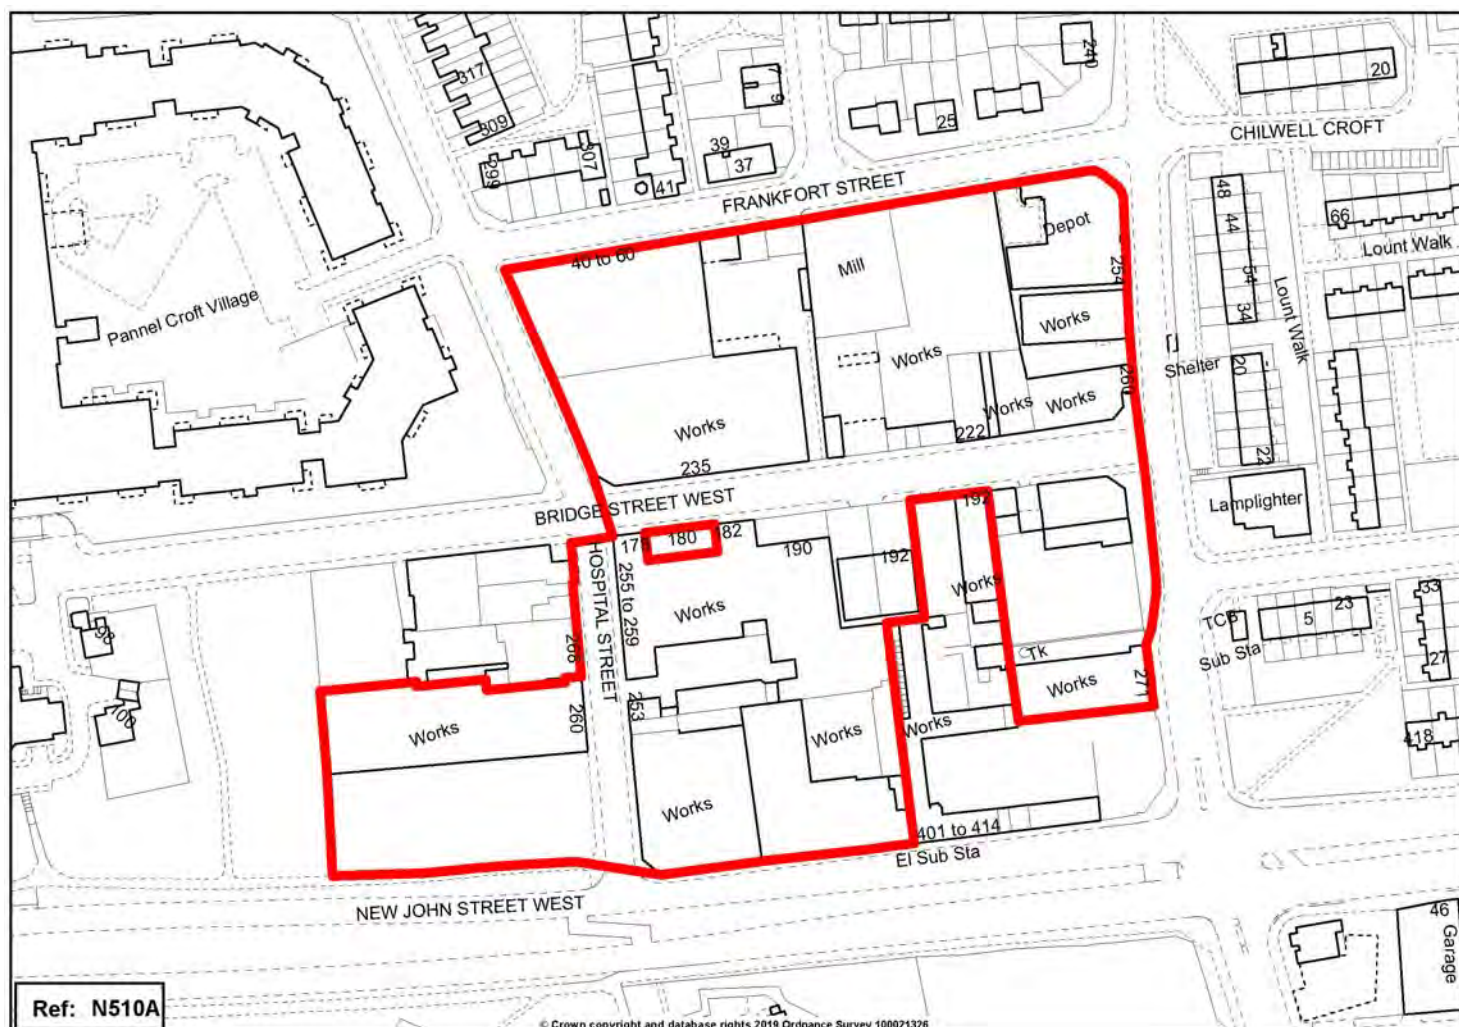 317
309
299
307
41
39
37
7
9
25
240
20
CHILWELL CROFT
FRANKFORT STREET
48
44
54
34
66
Lount Walk
Lount Walk
Pannel Croft Village
40 to 60
Mill
Depot
254
Works
Works
Shelter
260
Works
Works
Works
222
235
20
22
BRIDGE STREET WEST
Lamplighter
180
182
190
192
192
HOSPITAL STREET
255 to 259
Works
Works
268
98
100
TCB
Sub Sta
5
23
33
27
Tk
Works
271
260
253
Works
Works
Works
Works
418
401 to 414
El Sub Sta
NEW JOHN STREET WEST
46
Garage
Ref: N510A
© Crown copyright and database rights 2019 Ordnance Survey 100021326